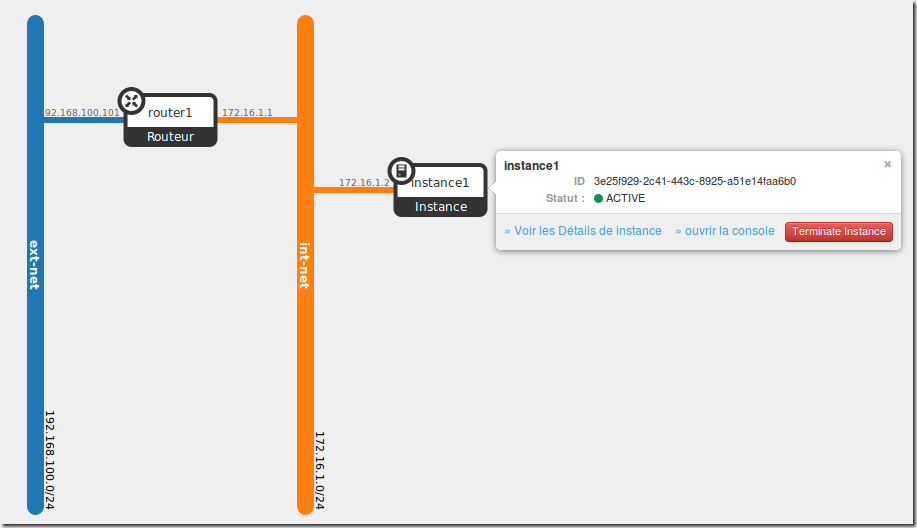 92.168.100.101
router1
Routeur
172.16.1.1
172.16.1.2
instance1
Instance
instance1
ID 3e25f929-2c41-443c-8925-a51e14faa6b0
Statut : ACTIVE
» Voir les Détails de instance » ouvrir la console Terminate Instance
ext-net
int-net
192.168.100.0/24
172.16.1.0/24